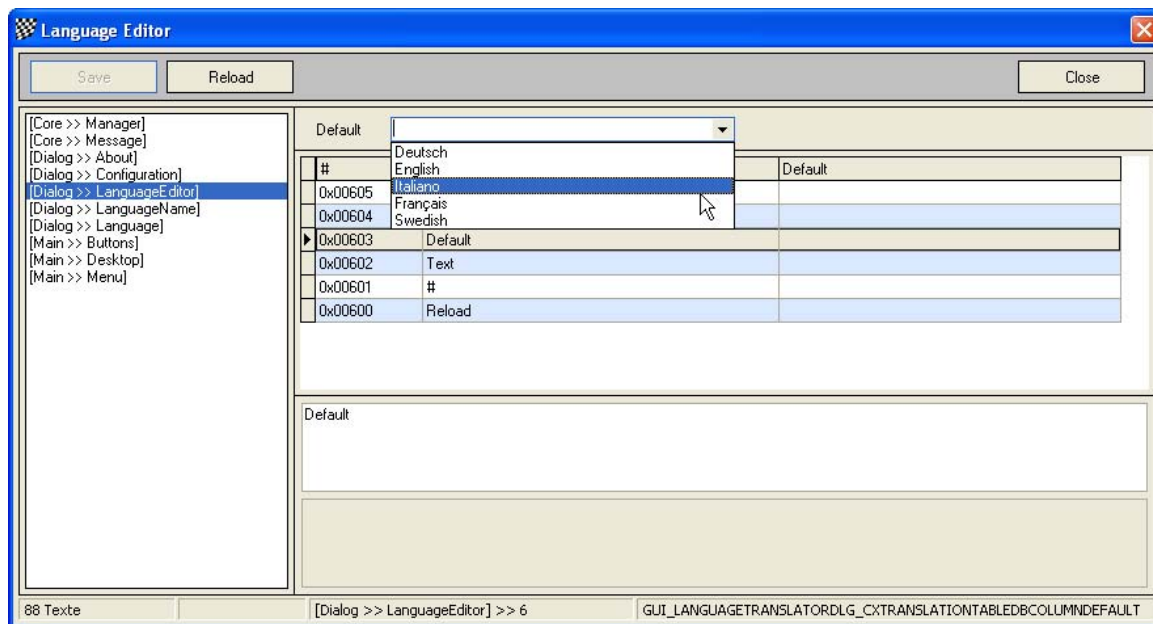 Language Editor
Save Reload Close
[Core >> Manager]
[Core >> Message]
[Dialog >> About]
[Dialog >> Configuration]
[Dialog >> LanguageEditor]
[Dialog >> LanguageName]
[Dialog >> Language]
[Main >> Buttons]
[Main >> Desktop]
[Main >> Menu]
Default
Deutsch
English
Italiano
Français
Swedish
# Default
0x00605
0x00604
0x00603 Default
0x00602 Text
0x00601 #
0x00600 Reload
Default
88 Texte [Dialog >> LanguageEditor] >> 6 GUI_LANGUAGETRANSLATORDLG_CXTRANSLATIONTABLEDBCOLUMNDEFAULT